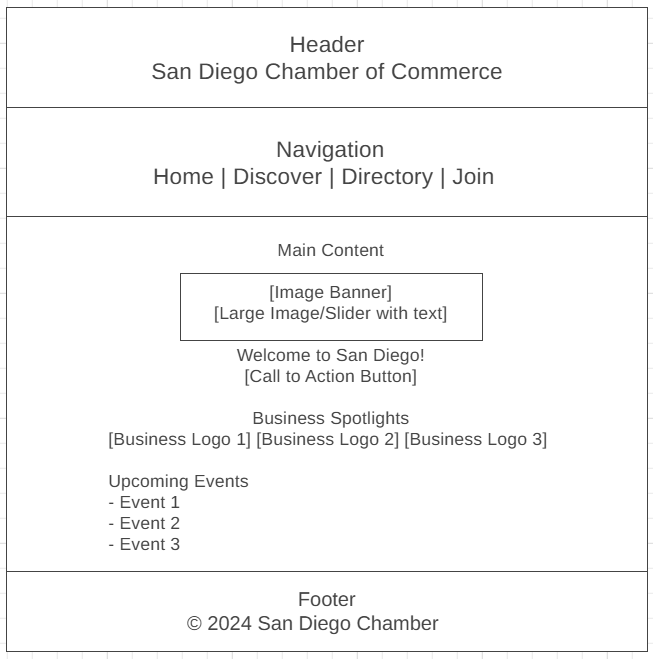 Header
San Diego Chamber of Commerce
Navigation
Home | Discover | Directory | Join
Main Content
[Image Banner]
[Large Image/Slider with text]
Welcome to San Diego!
[Call to Action Button]
Business Spotlights
[Business Logo 1] [Business Logo 2] [Business Logo 3]
Upcoming Events
- Event 1
- Event 2
- Event 3
Footer
© 2024 San Diego Chamber